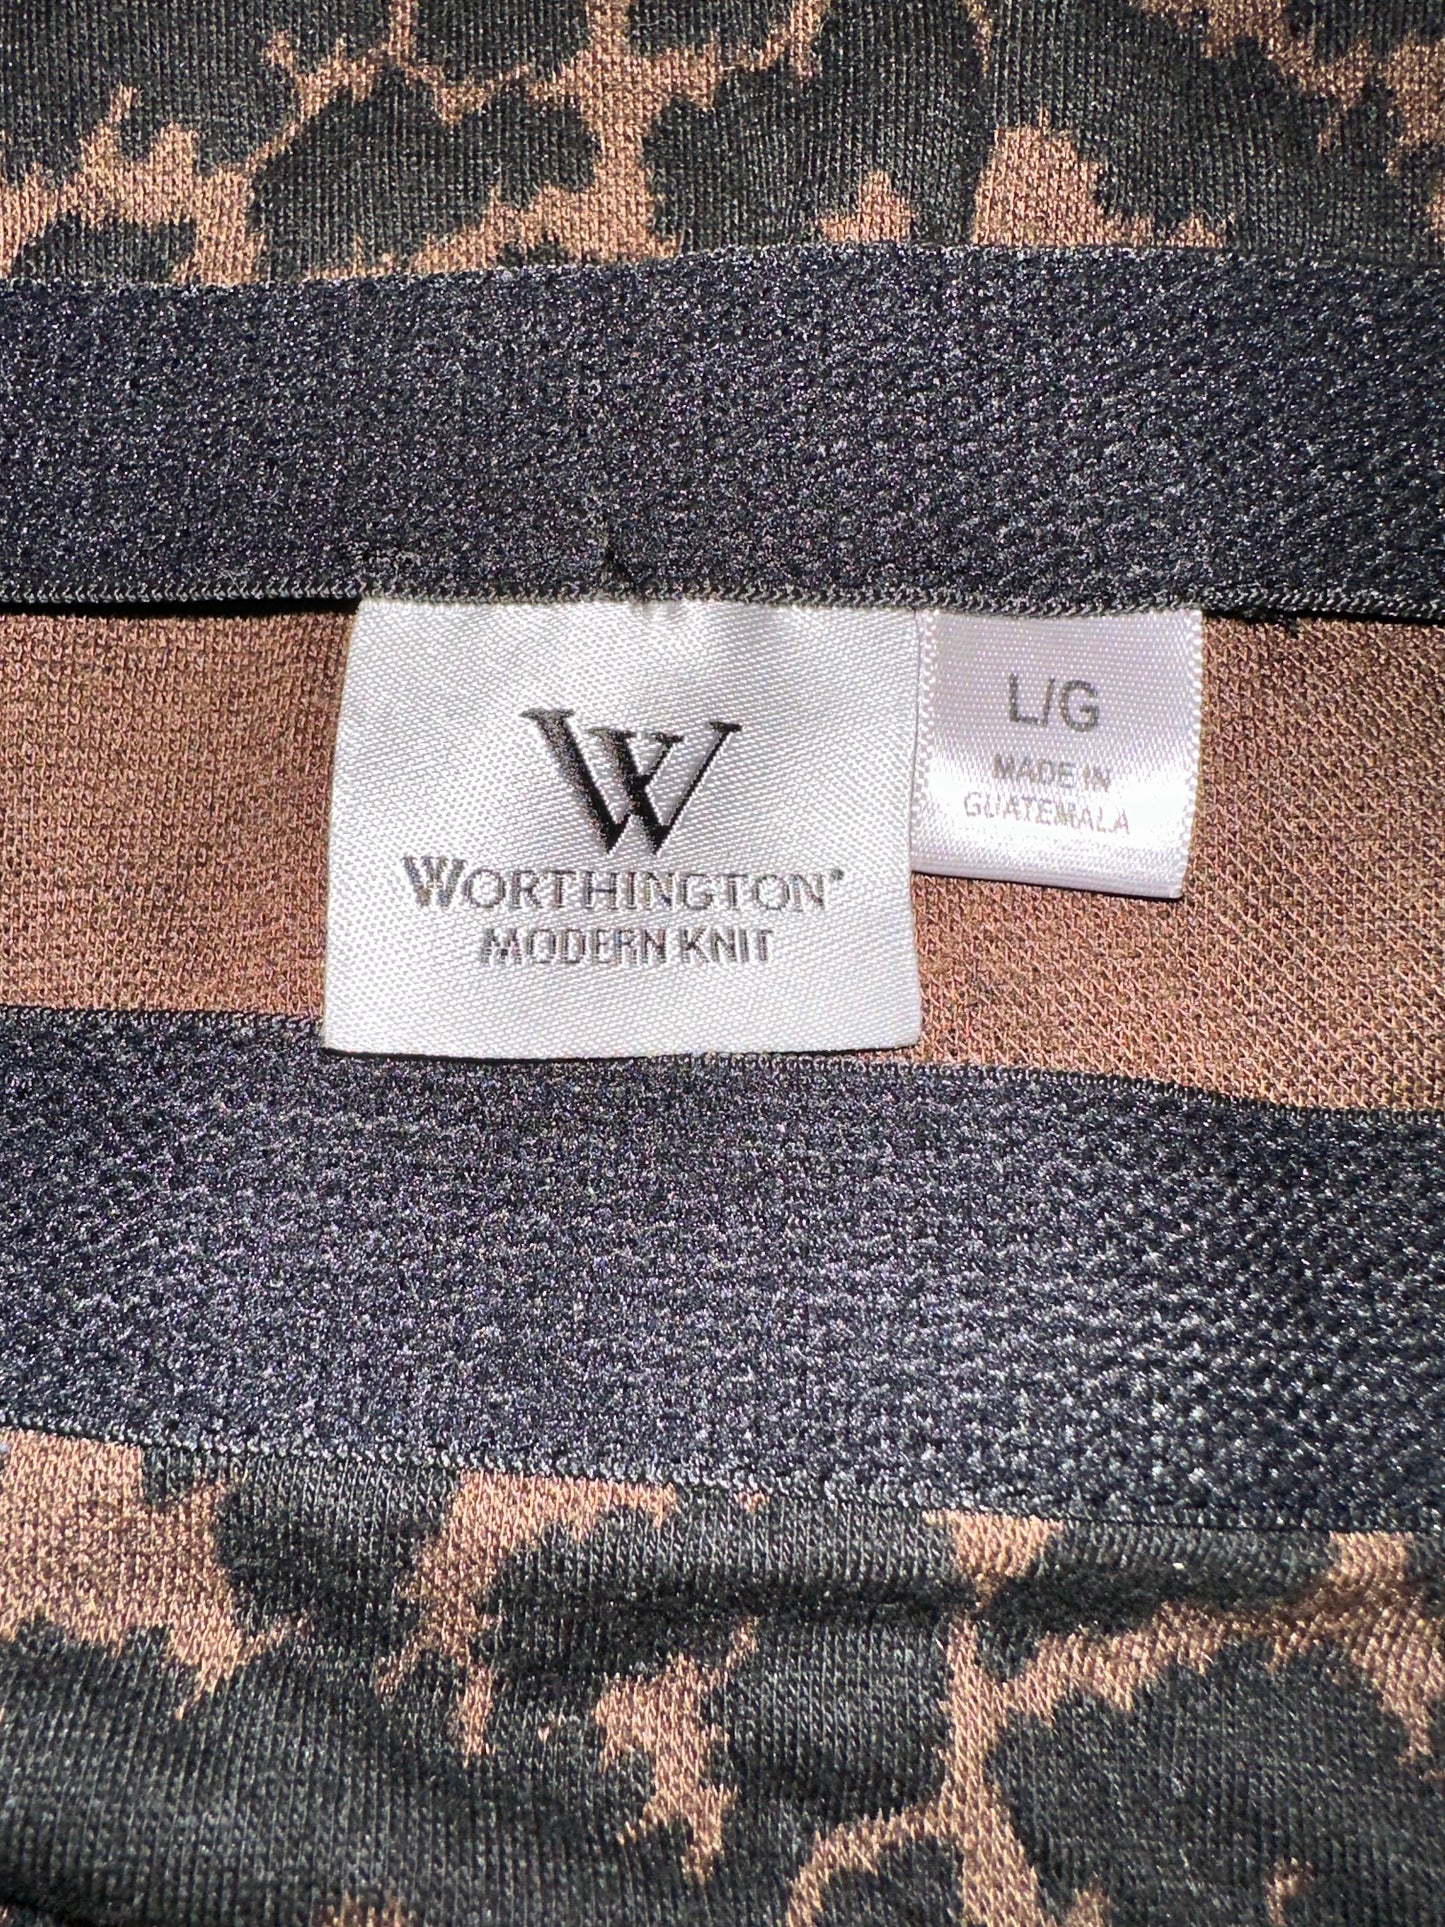 W
WORTHINGTON®
MODERN KNIT
L/G
MADE IN
GUATEMALA